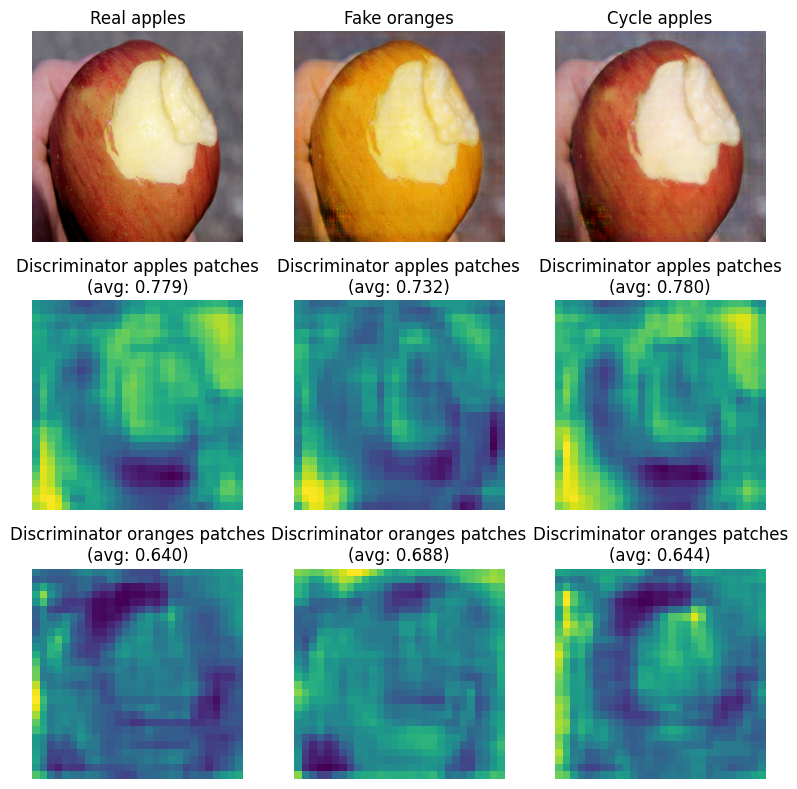 Real apples
Fake oranges
Cycle apples
Discriminator apples patches
(avg: 0.779)
Discriminator apples patches
(avg: 0.732)
Discriminator apples patches
(avg: 0.780)
Discriminator oranges patches
(avg: 0.640)
Discriminator oranges patches
(avg: 0.688)
Discriminator oranges patches
(avg: 0.644)